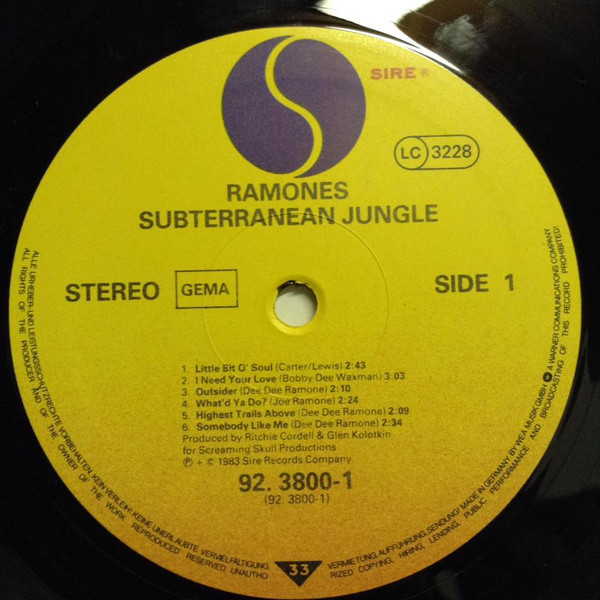 SIRE ®
LC 3228
RAMONES
SUBTERRANEAN JUNGLE
STEREO
GEMA
SIDE 1
1. Little Bit O' Soul (Carter/Lewis) 2:43
2. I Need Your Love (Bobby Dee Waxman) 3:03
3. Outsider (Dee Dee Ramone) 2:10
4. What'd Ya Do? (Joe Ramone) 2:24
5. Highest Trails Above (Dee Dee Ramone) 2:09
6. Somebody Like Me (Dee Dee Ramone) 2:34
Produced by Ritchie Cordell & Glen Kolotkin
for Screaming Skull Productions
℗ + © 1983 Sire Records Company
92. 3800-1
(92. 3800-1)
33
ALLE URHEBER- UND LEISTUNGSSCHUTZRECHTE VORBEHALTEN. KEIN VERLEIH! KEINE UNERLAUBTE VERVIELFÄLTIGUNG, VERMIETUNG, AUFFÜHRUNG, SENDUNG! MADE IN GERMANY BY WEA MUSIK GMBH A WARNER COMMUNICATIONS COMPANY
ALL RIGHTS OF THE PRODUCER AND OF THE OWNER OF THE WORK REPRODUCED RESERVED. UNAUTHORIZED COPYING, HIRING, LENDING, PUBLIC PERFORMANCE AND BROADCASTING OF THIS RECORD PROHIBITED!